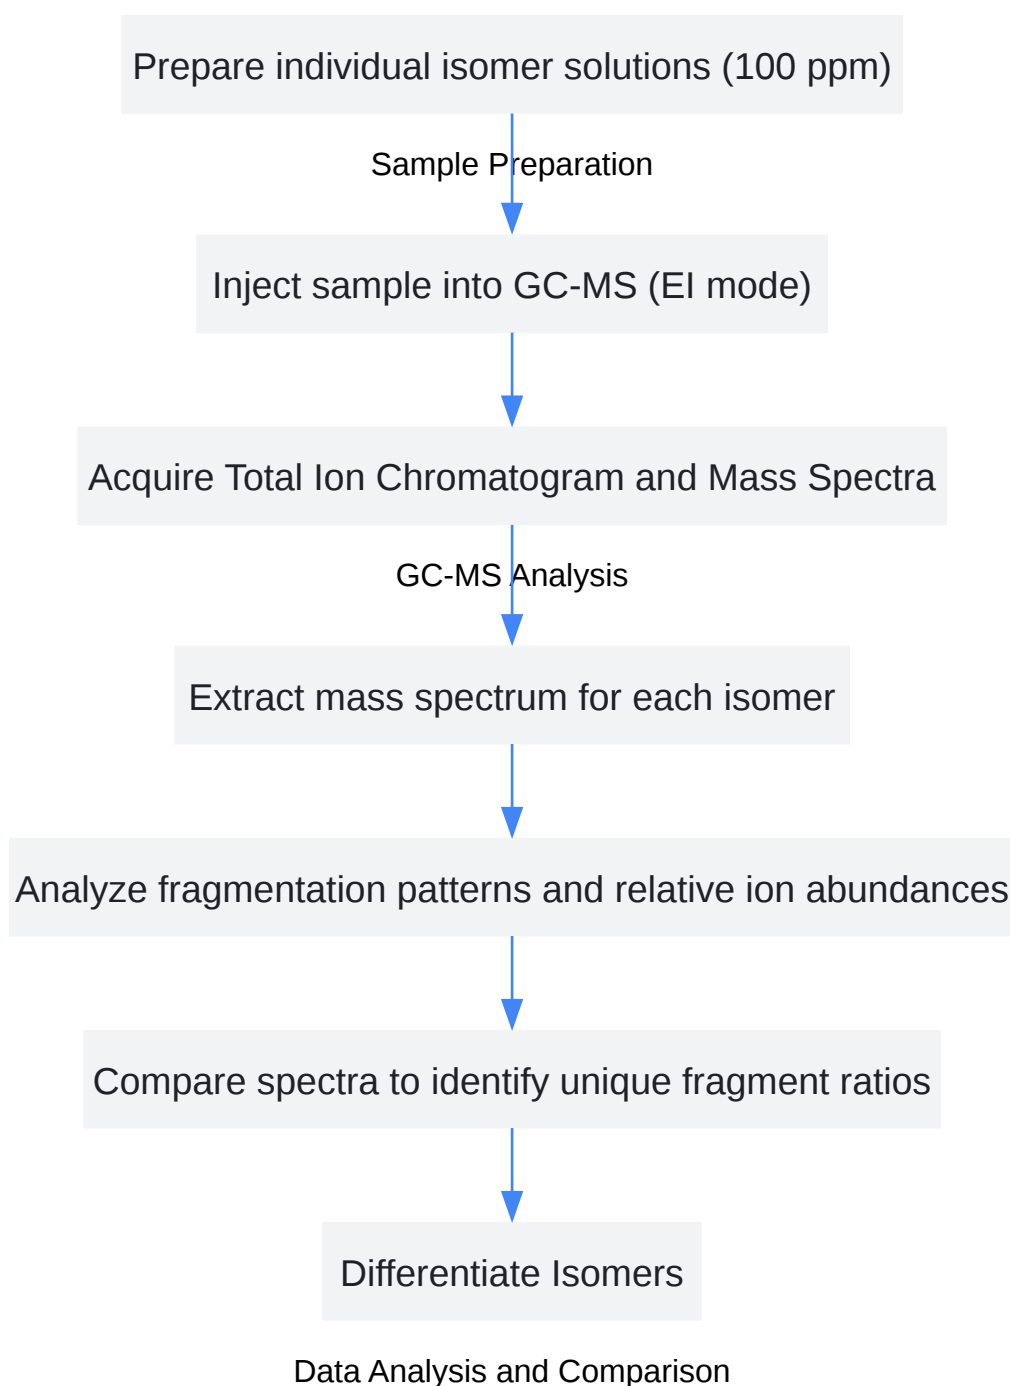 Prepare individual isomer solutions (100 ppm)
Sample Preparation
Inject sample into GC-MS (EI mode)
Acquire Total Ion Chromatogram and Mass Spectra
GC-MS Analysis
Extract mass spectrum for each isomer
Analyze fragmentation patterns and relative ion abundances
Compare spectra to identify unique fragment ratios
Differentiate Isomers
Data Analysis and Comparison